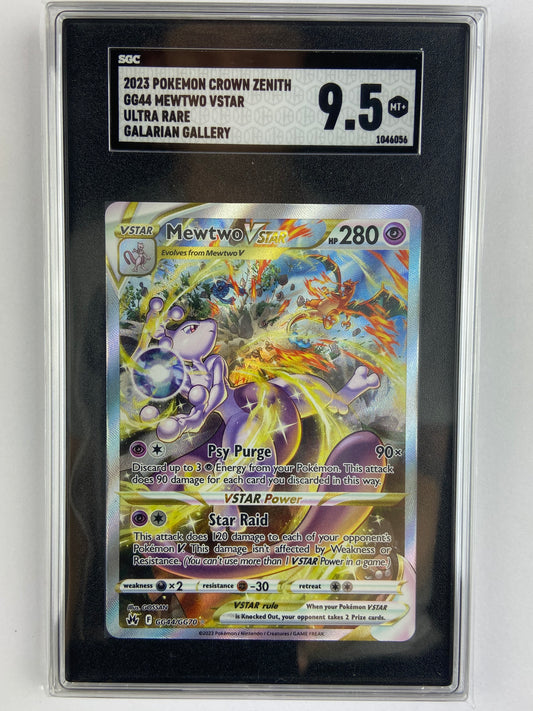 SGC
2023 POKEMON CROWN ZENITH
GG44 MEWTWO VSTAR
ULTRA RARE
GALARIAN GALLERY
9.5 MT+
1046056
VSTAR Mewtwo VSTAR HP 280
Evolves from Mewtwo V
Psy Purge 90×
Discard up to 3 Energy from your Pokémon. This attack
does 90 damage for each card you discarded in this way.
VSTAR Power
Star Raid
This attack does 120 damage to each of your opponent's
Pokémon V. This damage isn't affected by Weakness or
Resistance. (You can't use more than 1 VSTAR Power in a game.)
weakness ×2 resistance -30 retreat
Illus. GOSSAN
VSTAR rule When your Pokémon VSTAR
is Knocked Out, your opponent takes 2 Prize cards.
F GG44/GG70
©2023 Pokémon / Nintendo / Creatures / GAME FREAK